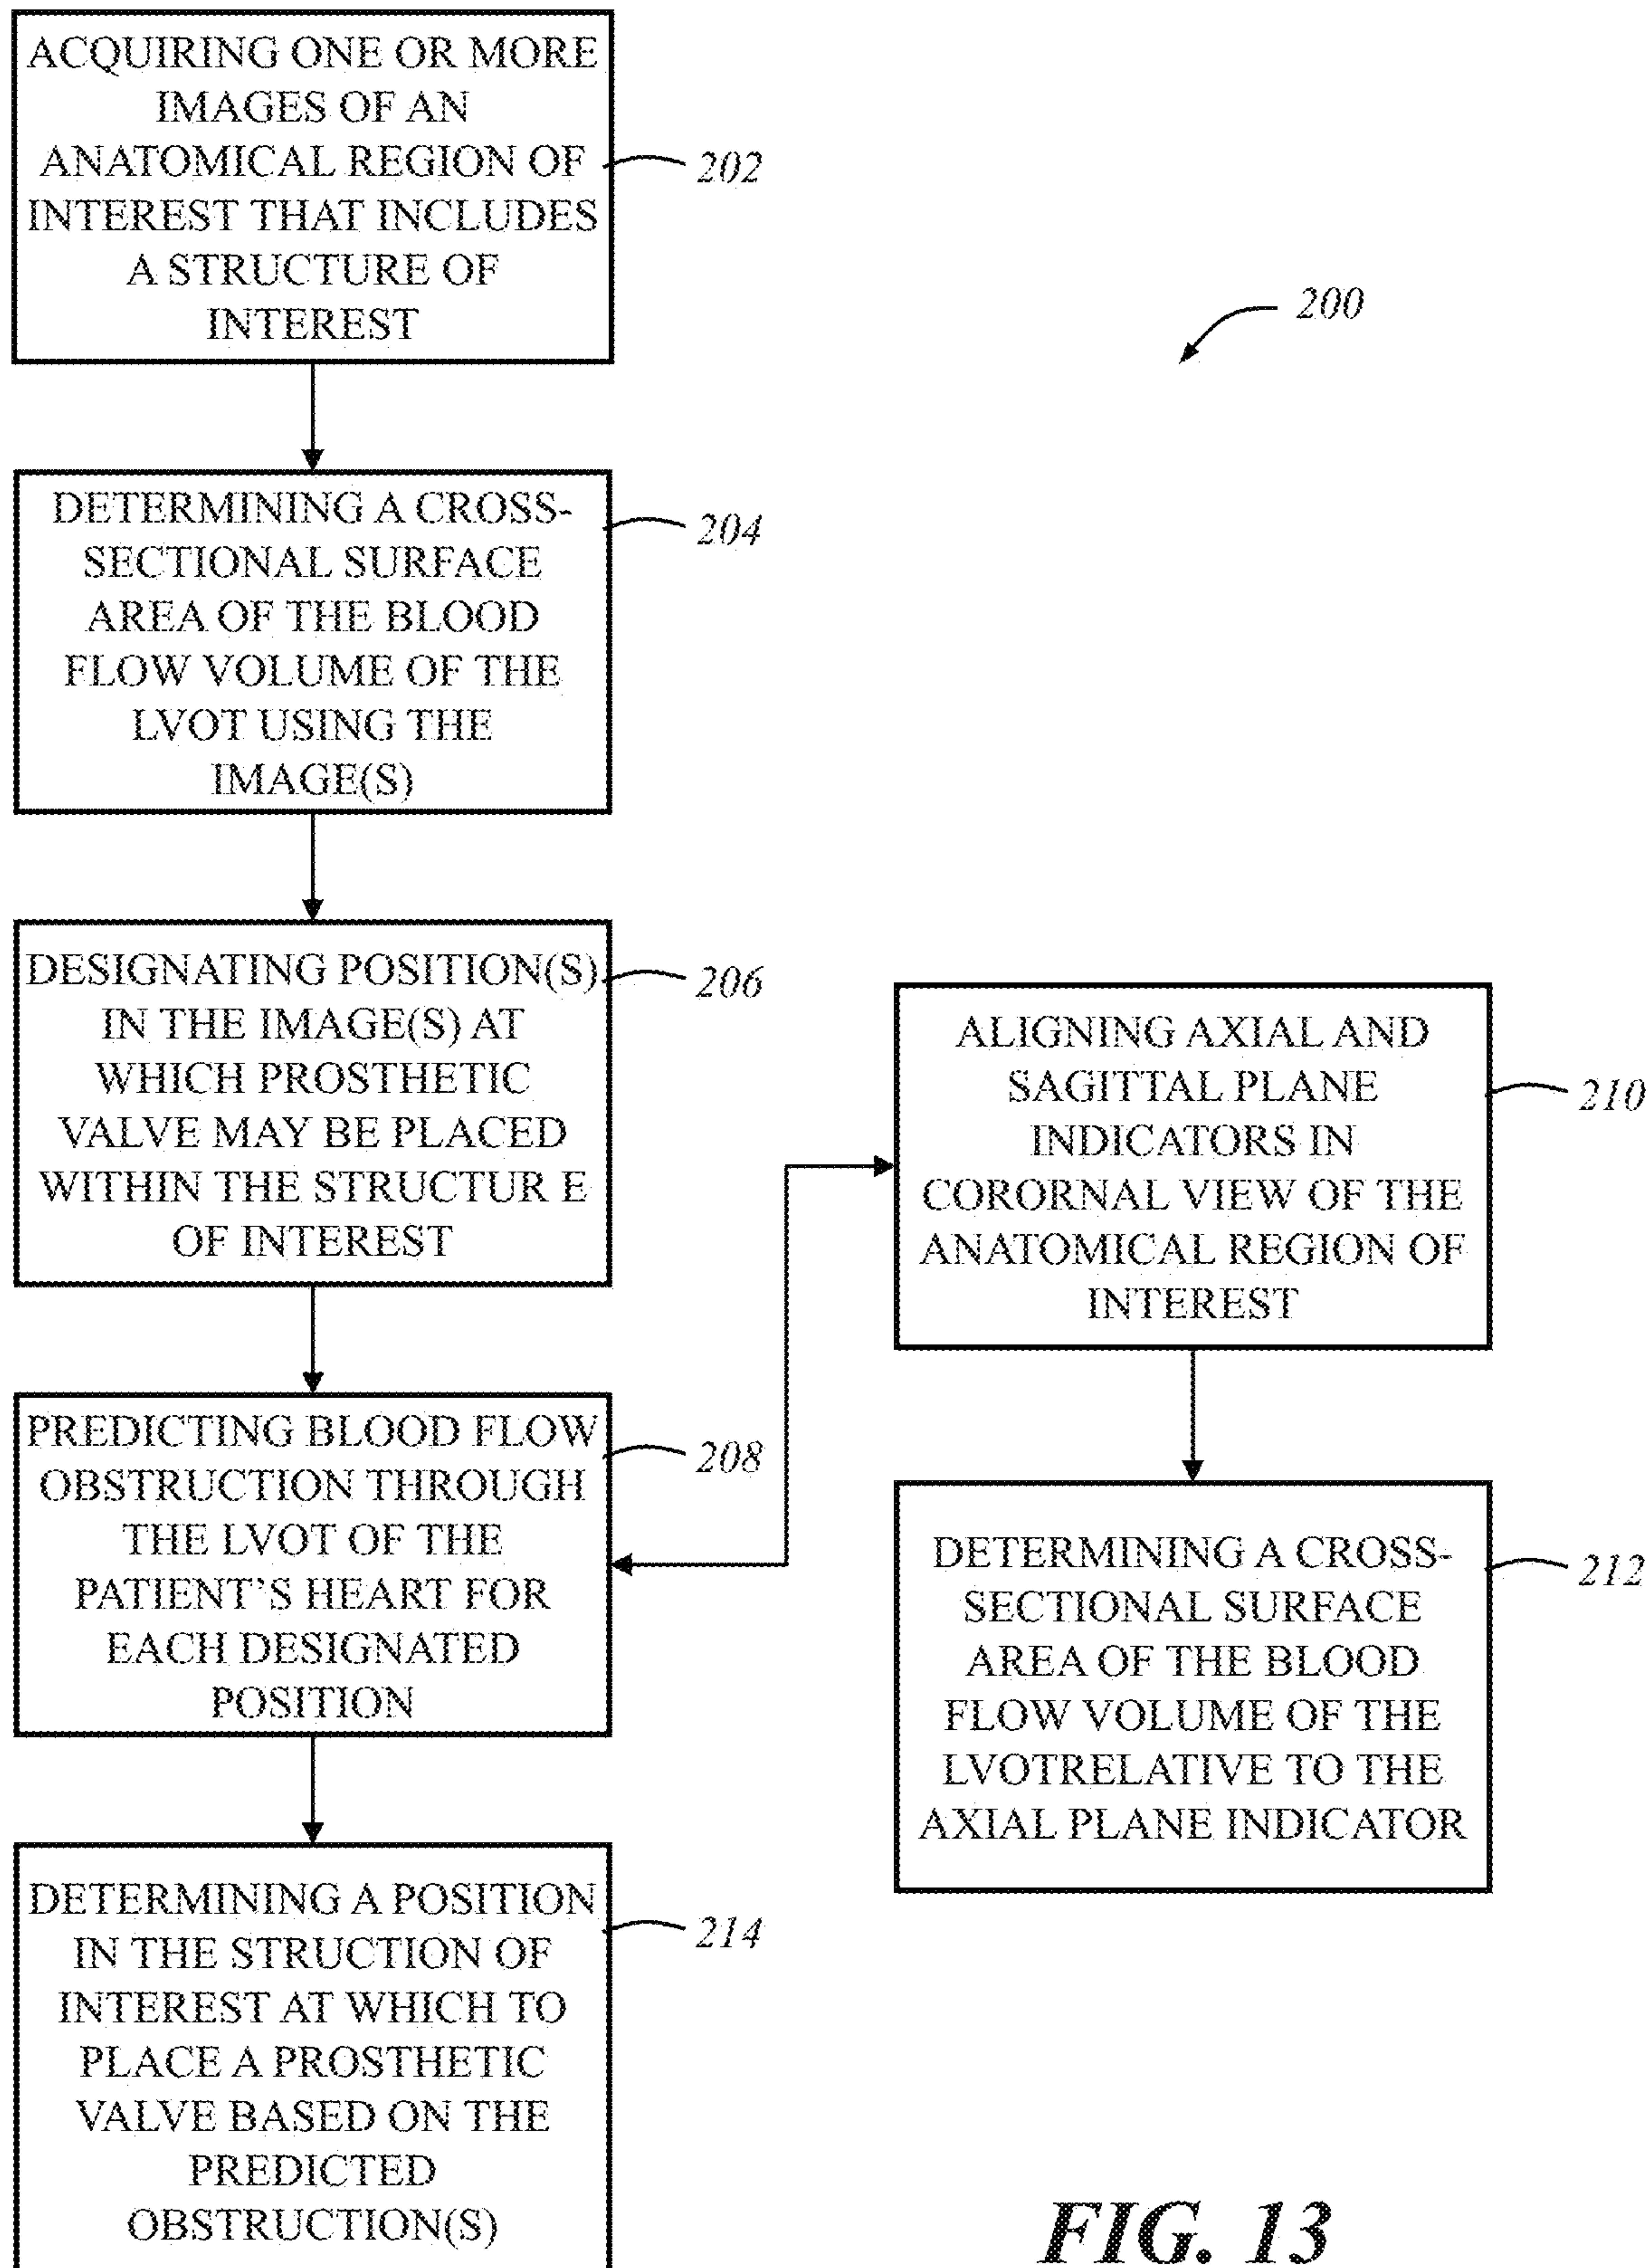 ACQUIRING ONE OR MORE
IMAGES OF AN
ANATOMICAL REGION OF
INTEREST THAT INCLUDES
A STRUCTURE OF
INTEREST
202
200
DETERMINING A CROSS-
SECTIONAL SURFACE
AREA OF THE BLOOD
FLOW VOLUME OF THE
LVOT USING THE
IMAGE(S)
204
DESIGNATING POSITION(S)
IN THE IMAGE(S) AT
WHICH PROSTHETIC
VALVE MAY BE PLACED
WITHIN THE STRUCTUR E
OF INTEREST
206
PREDICTING BLOOD FLOW
OBSTRUCTION THROUGH
THE LVOT OF THE
PATIENT'S HEART FOR
EACH DESIGNATED
POSITION
208
ALIGNING AXIAL AND
SAGITTAL PLANE
INDICATORS IN
CORORNAL VIEW OF THE
ANATOMICAL REGION OF
INTEREST
210
DETERMINING A CROSS-
SECTIONAL SURFACE
AREA OF THE BLOOD
FLOW VOLUME OF THE
LVOTRELATIVE TO THE
AXIAL PLANE INDICATOR
212
DETERMINING A POSITION
IN THE STRUCTION OF
INTEREST AT WHICH TO
PLACE A PROSTHETIC
VALVE BASED ON THE
PREDICTED
OBSTRUCTION(S)
214
FIG. 13